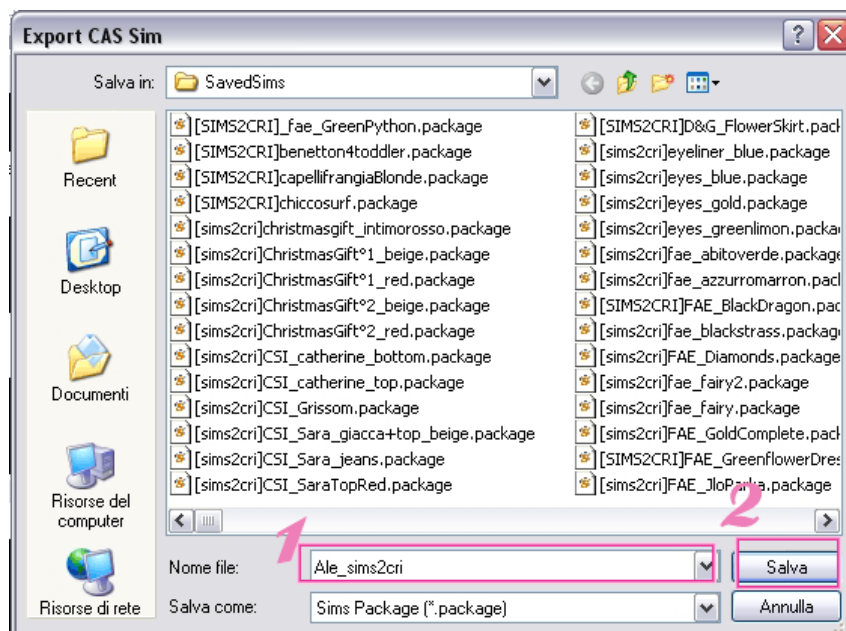 Export CAS Sim
Salva in:
SavedSims
Recent
Desktop
Documenti
Risorse del
computer
Risorse di rete
[SIMS2CRI]_fae_GreenPython.package
[SIMS2CRI]benetton4toddler.package
[SIMS2CRI]capellifrangiaBlonde.package
[SIMS2CRI]chiccosurf.package
[sims2cri]christmasgift_intimorosso.package
[sims2cri]ChristmasGift°1_beige.package
[sims2cri]ChristmasGift°1_red.package
[sims2cri]ChristmasGift°2_beige.package
[sims2cri]ChristmasGift°2_red.package
[sims2cri]CSI_catherine_bottom.package
[sims2cri]CSI_catherine_top.package
[sims2cri]CSI_Grissom.package
[sims2cri]CSI_Sara_giacca+top_beige.package
[sims2cri]CSI_Sara_jeans.package
[sims2cri]CSI_SaraTopRed.package
[SIMS2CRI]D&G_FlowerSkirt.pack
[sims2cri]eyeliner_blue.package
[sims2cri]eyes_blue.package
[sims2cri]eyes_gold.package
[sims2cri]eyes_greenlimon.packa
[sims2cri]fae_abitoverde.package
[sims2cri]fae_azzurromarron.pack
[SIMS2CRI]FAE_BlackDragon.pac
[sims2cri]fae_blackstrass.packag
[sims2cri]FAE_Diamonds.package
[sims2cri]fae_fairy2.package
[sims2cri]fae_fairy.package
[sims2cri]FAE_GoldComplete.pack
[SIMS2CRI]FAE_GreenflowerDres
[sims2cri]FAE_JloParka.package
1
2
Nome file:
Ale_sims2cri
Salva
Salva come:
Sims Package (*.package)
Annulla